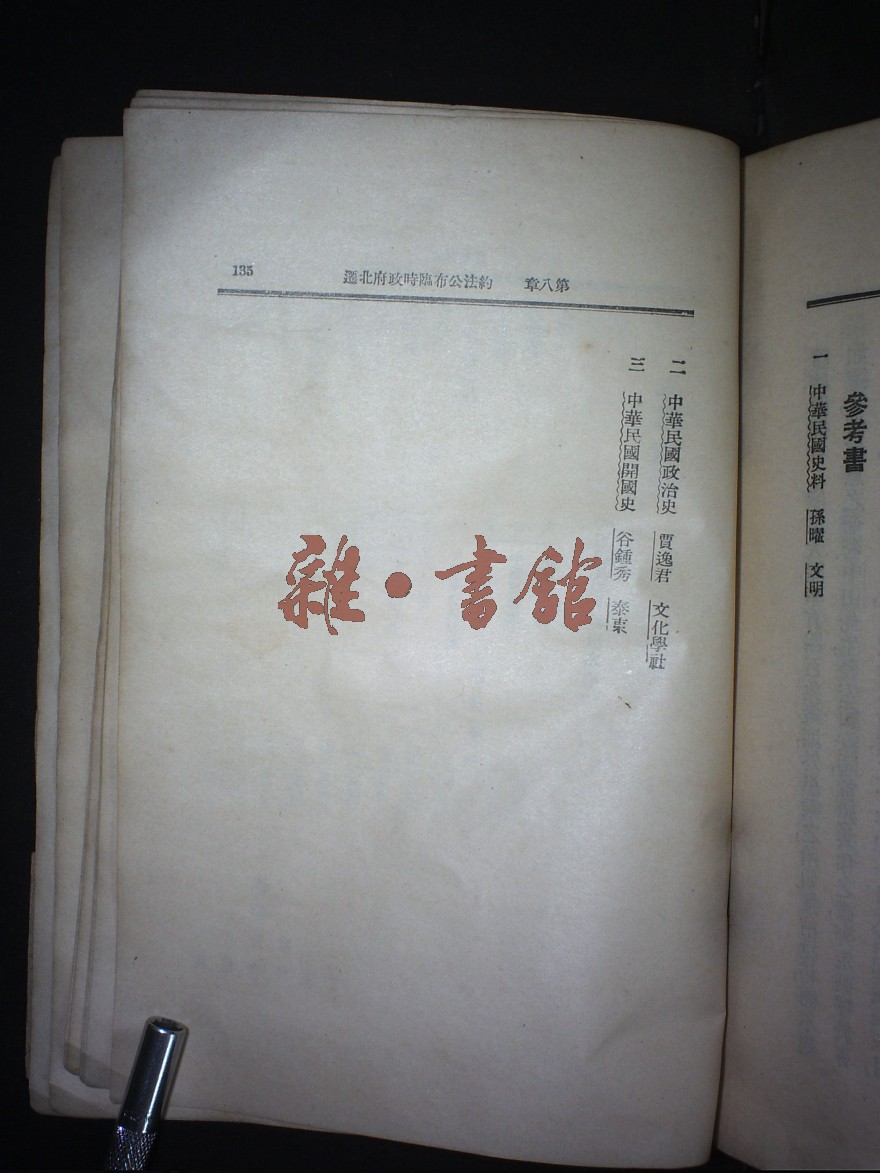 參考書
一 中華民國史料 孫曜 文明
135 第八章 約法公布臨時政府北遷
二 中華民國政治史 賈逸君 文化學社
三 中華民國開國史 谷鍾秀 泰東
雜·書館